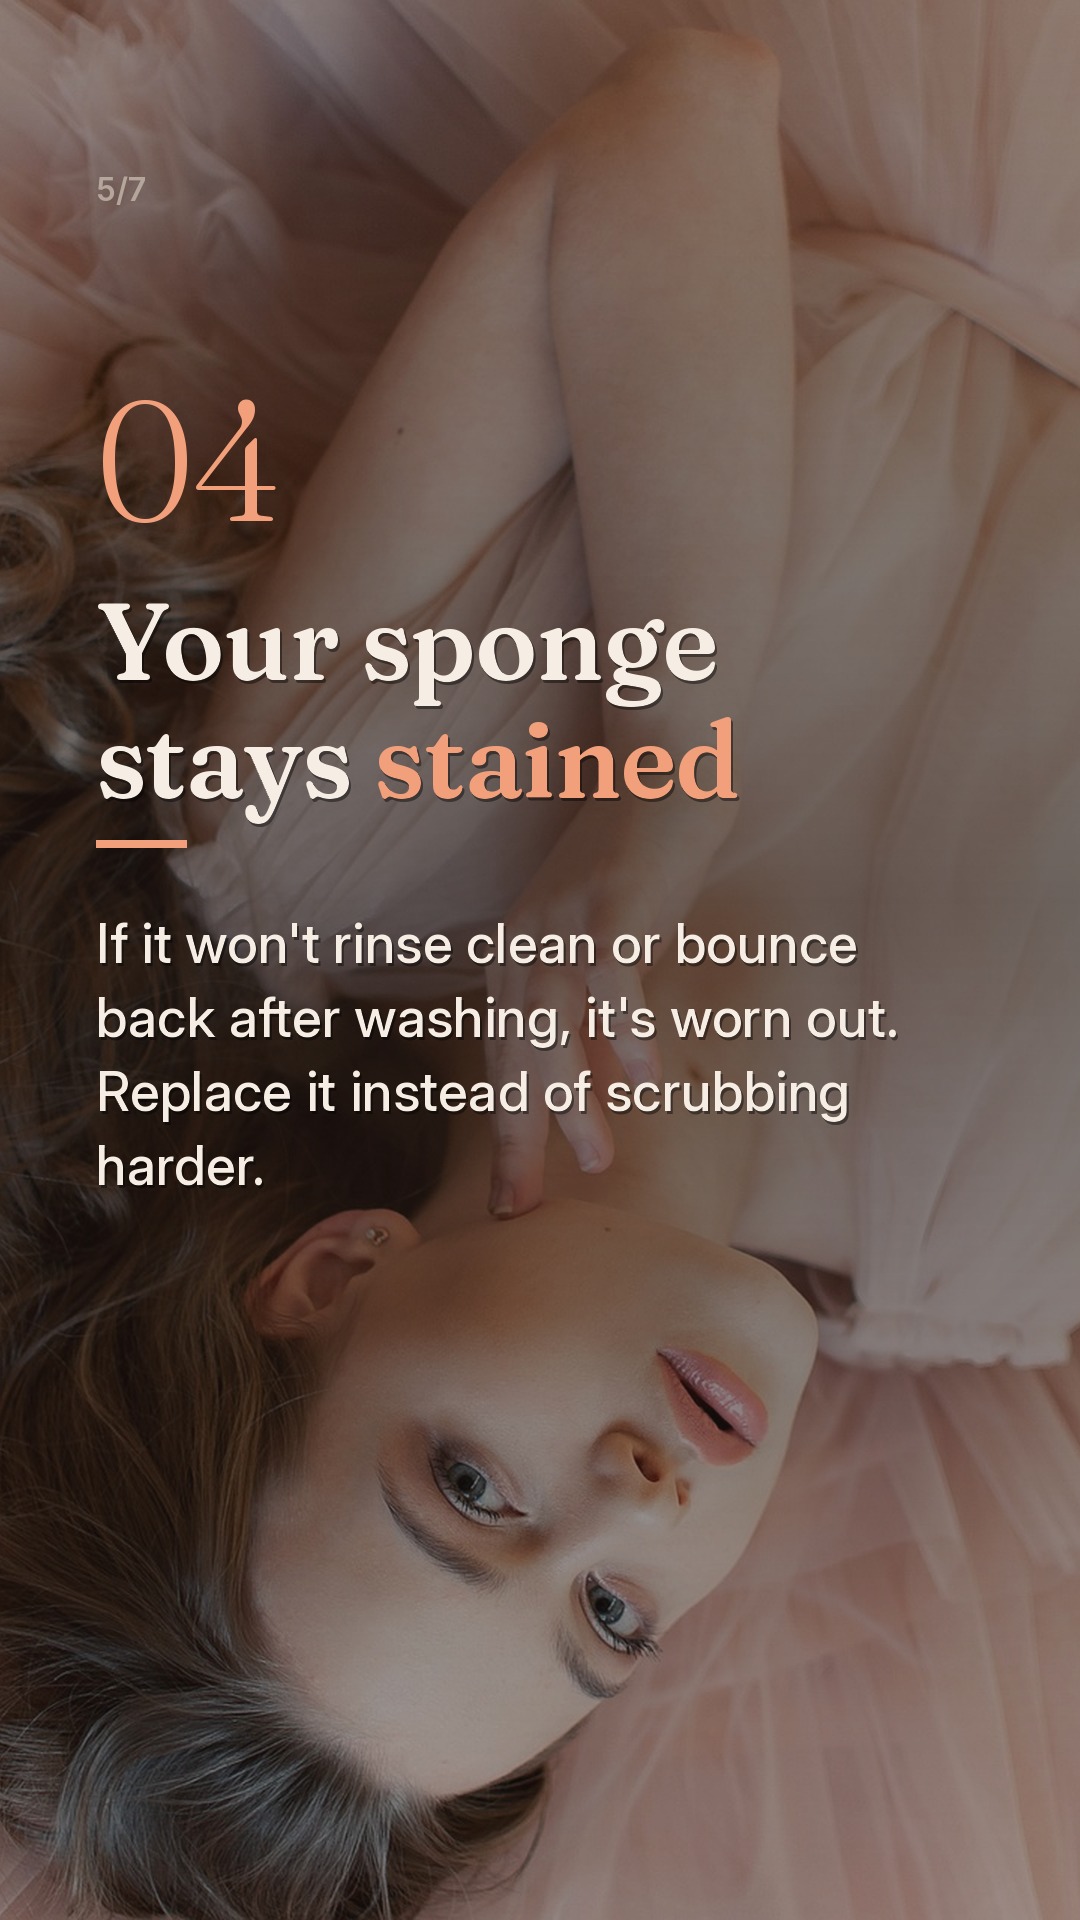 5/7
04
Your sponge
stays stained
If it won't rinse clean or bounce
back after washing, it's worn out.
Replace it instead of scrubbing
harder.